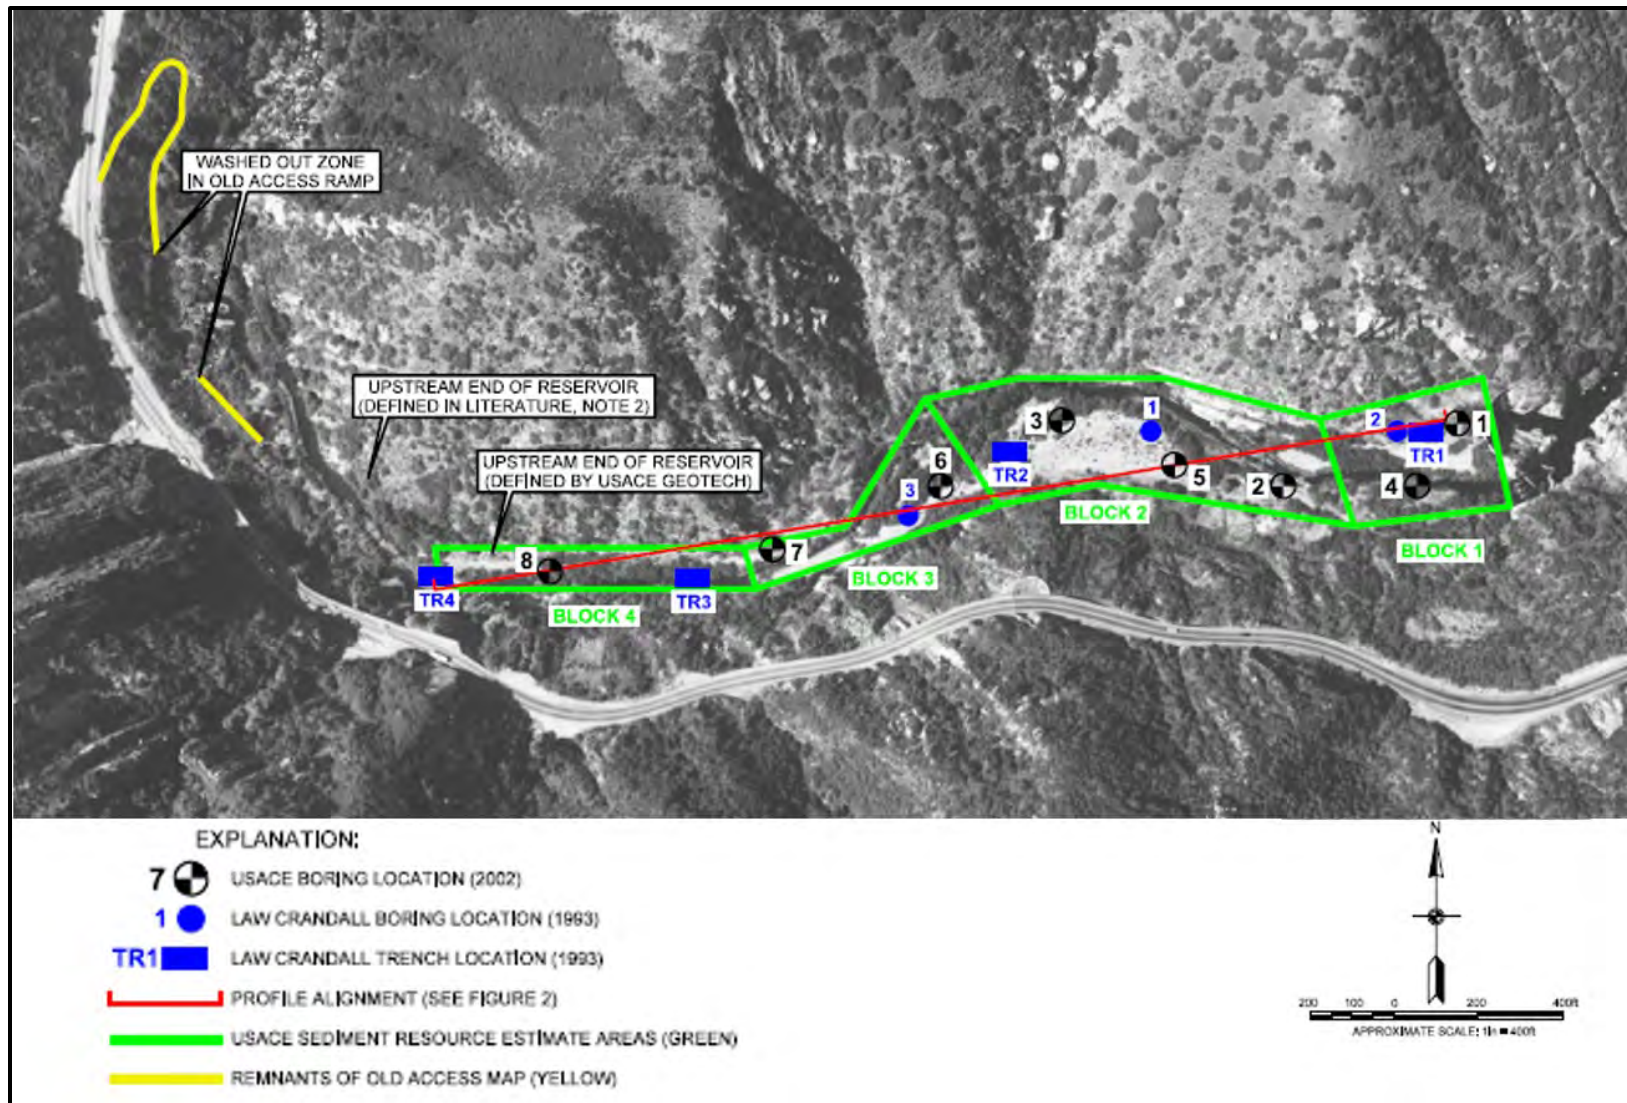 WASHED OUT ZONE
IN OLD ACCESS RAMP
UPSTREAM END OF RESERVOIR
(DEFINED IN LITERATURE, NOTE 2)
UPSTREAM END OF RESERVOIR
(DEFINED BY USACE GEOTECH)
3
1
2
1
TR1
TR2
6
5
2
4
3
BLOCK 2
BLOCK 1
7
8
BLOCK 3
TR4
TR3
BLOCK 4
EXPLANATION:
7 USACE BORING LOCATION (2002)
1 LAW CRANDALL BORING LOCATION (1993)
TR1 LAW CRANDALL TRENCH LOCATION (1993)
PROFILE ALIGNMENT (SEE FIGURE 2)
USACE SEDIMENT RESOURCE ESTIMATE AREAS (GREEN)
REMNANTS OF OLD ACCESS MAP (YELLOW)
N
200 100 0 200 400ft
APPROXIMATE SCALE: 1in = 400ft